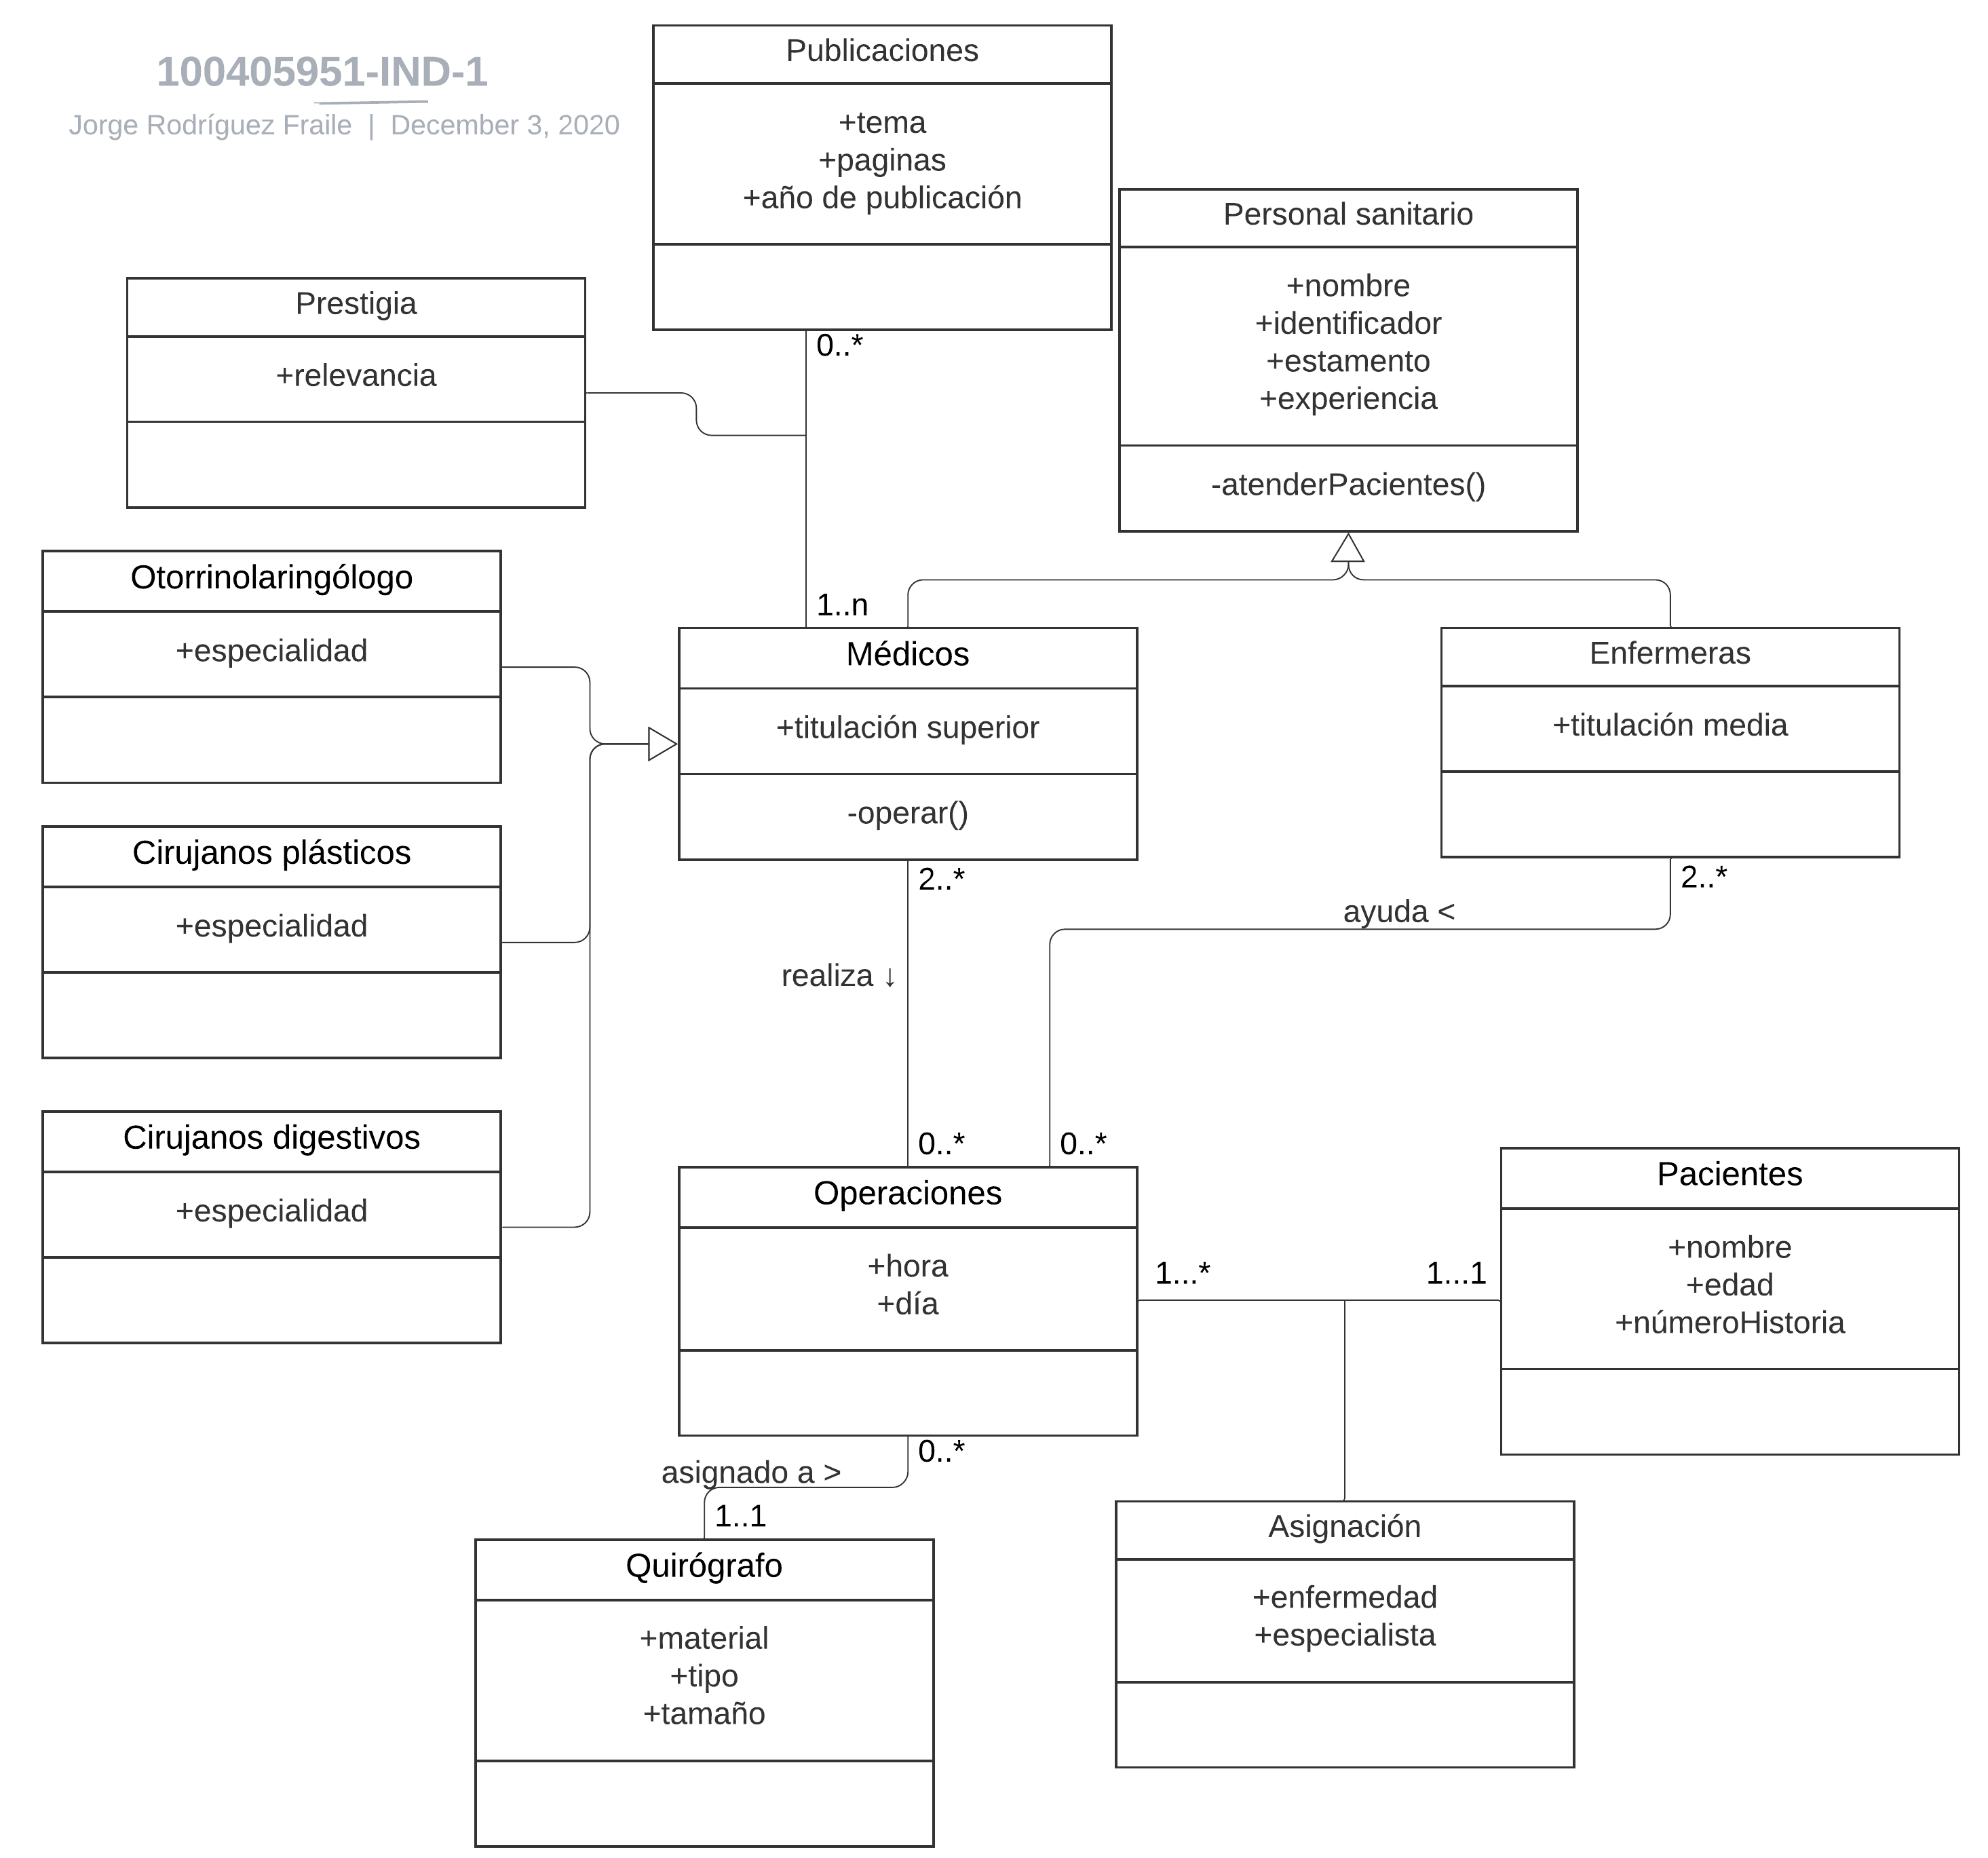 100405951-IND-1
Jorge Rodríguez Fraile | December 3, 2020
Publicaciones
+tema
+paginas
+año de publicación
0..*
1..n
Personal sanitario
+nombre
+identificador
+estamento
+experiencia
-atenderPacientes()
Prestigia
+relevancia
Otorrinolaringólogo
+especialidad
Médicos
+titulación superior
-operar()
2..*
Enfermeras
+titulación media
2..*
Cirujanos plásticos
+especialidad
ayuda <
realiza ↓
0..*
0..*
Cirujanos digestivos
+especialidad
Operaciones
+hora
+día
1...*
1...1
Pacientes
+nombre
+edad
+númeroHistoria
0..*
asignado a >
1..1
Quirógrafo
+material
+tipo
+tamaño
Asignación
+enfermedad
+especialista